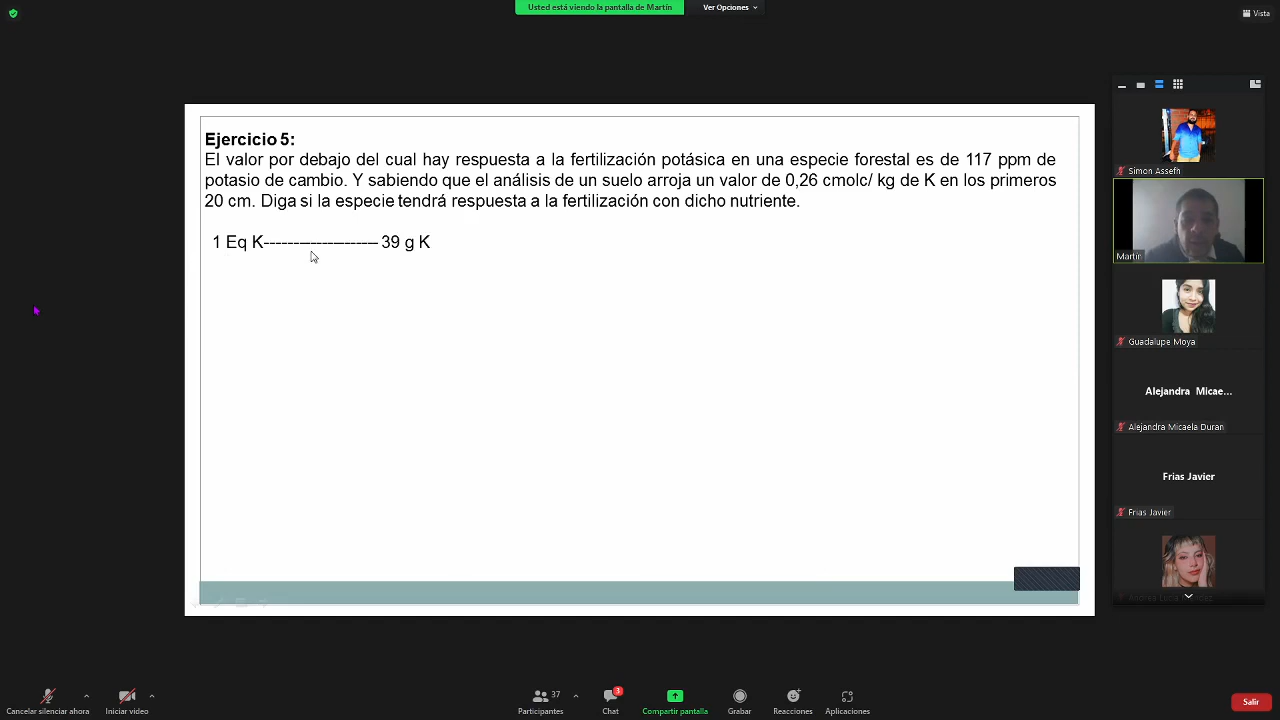 Usted está viendo la pantalla de Martín
Ver Opciones
Vista
Ejercicio 5:
El valor por debajo del cual hay respuesta a la fertilización potásica en una especie forestal es de 117 ppm de
potasio de cambio. Y sabiendo que el análisis de un suelo arroja un valor de 0,26 cmolc/ kg de K en los primeros
20 cm. Diga si la especie tendrá respuesta a la fertilización con dicho nutriente.
1 Eq K------------------- 39 g K
Simon Assefh
Martín
Guadalupe Moya
Alejandra Micae...
Alejandra Micaela Duran
Frias Javier
Frias Javier
Cancelar silenciar ahora
Iniciar video
37
Participantes
3
Chat
Compartir pantalla
Grabar
Reacciones
Aplicaciones
Salir